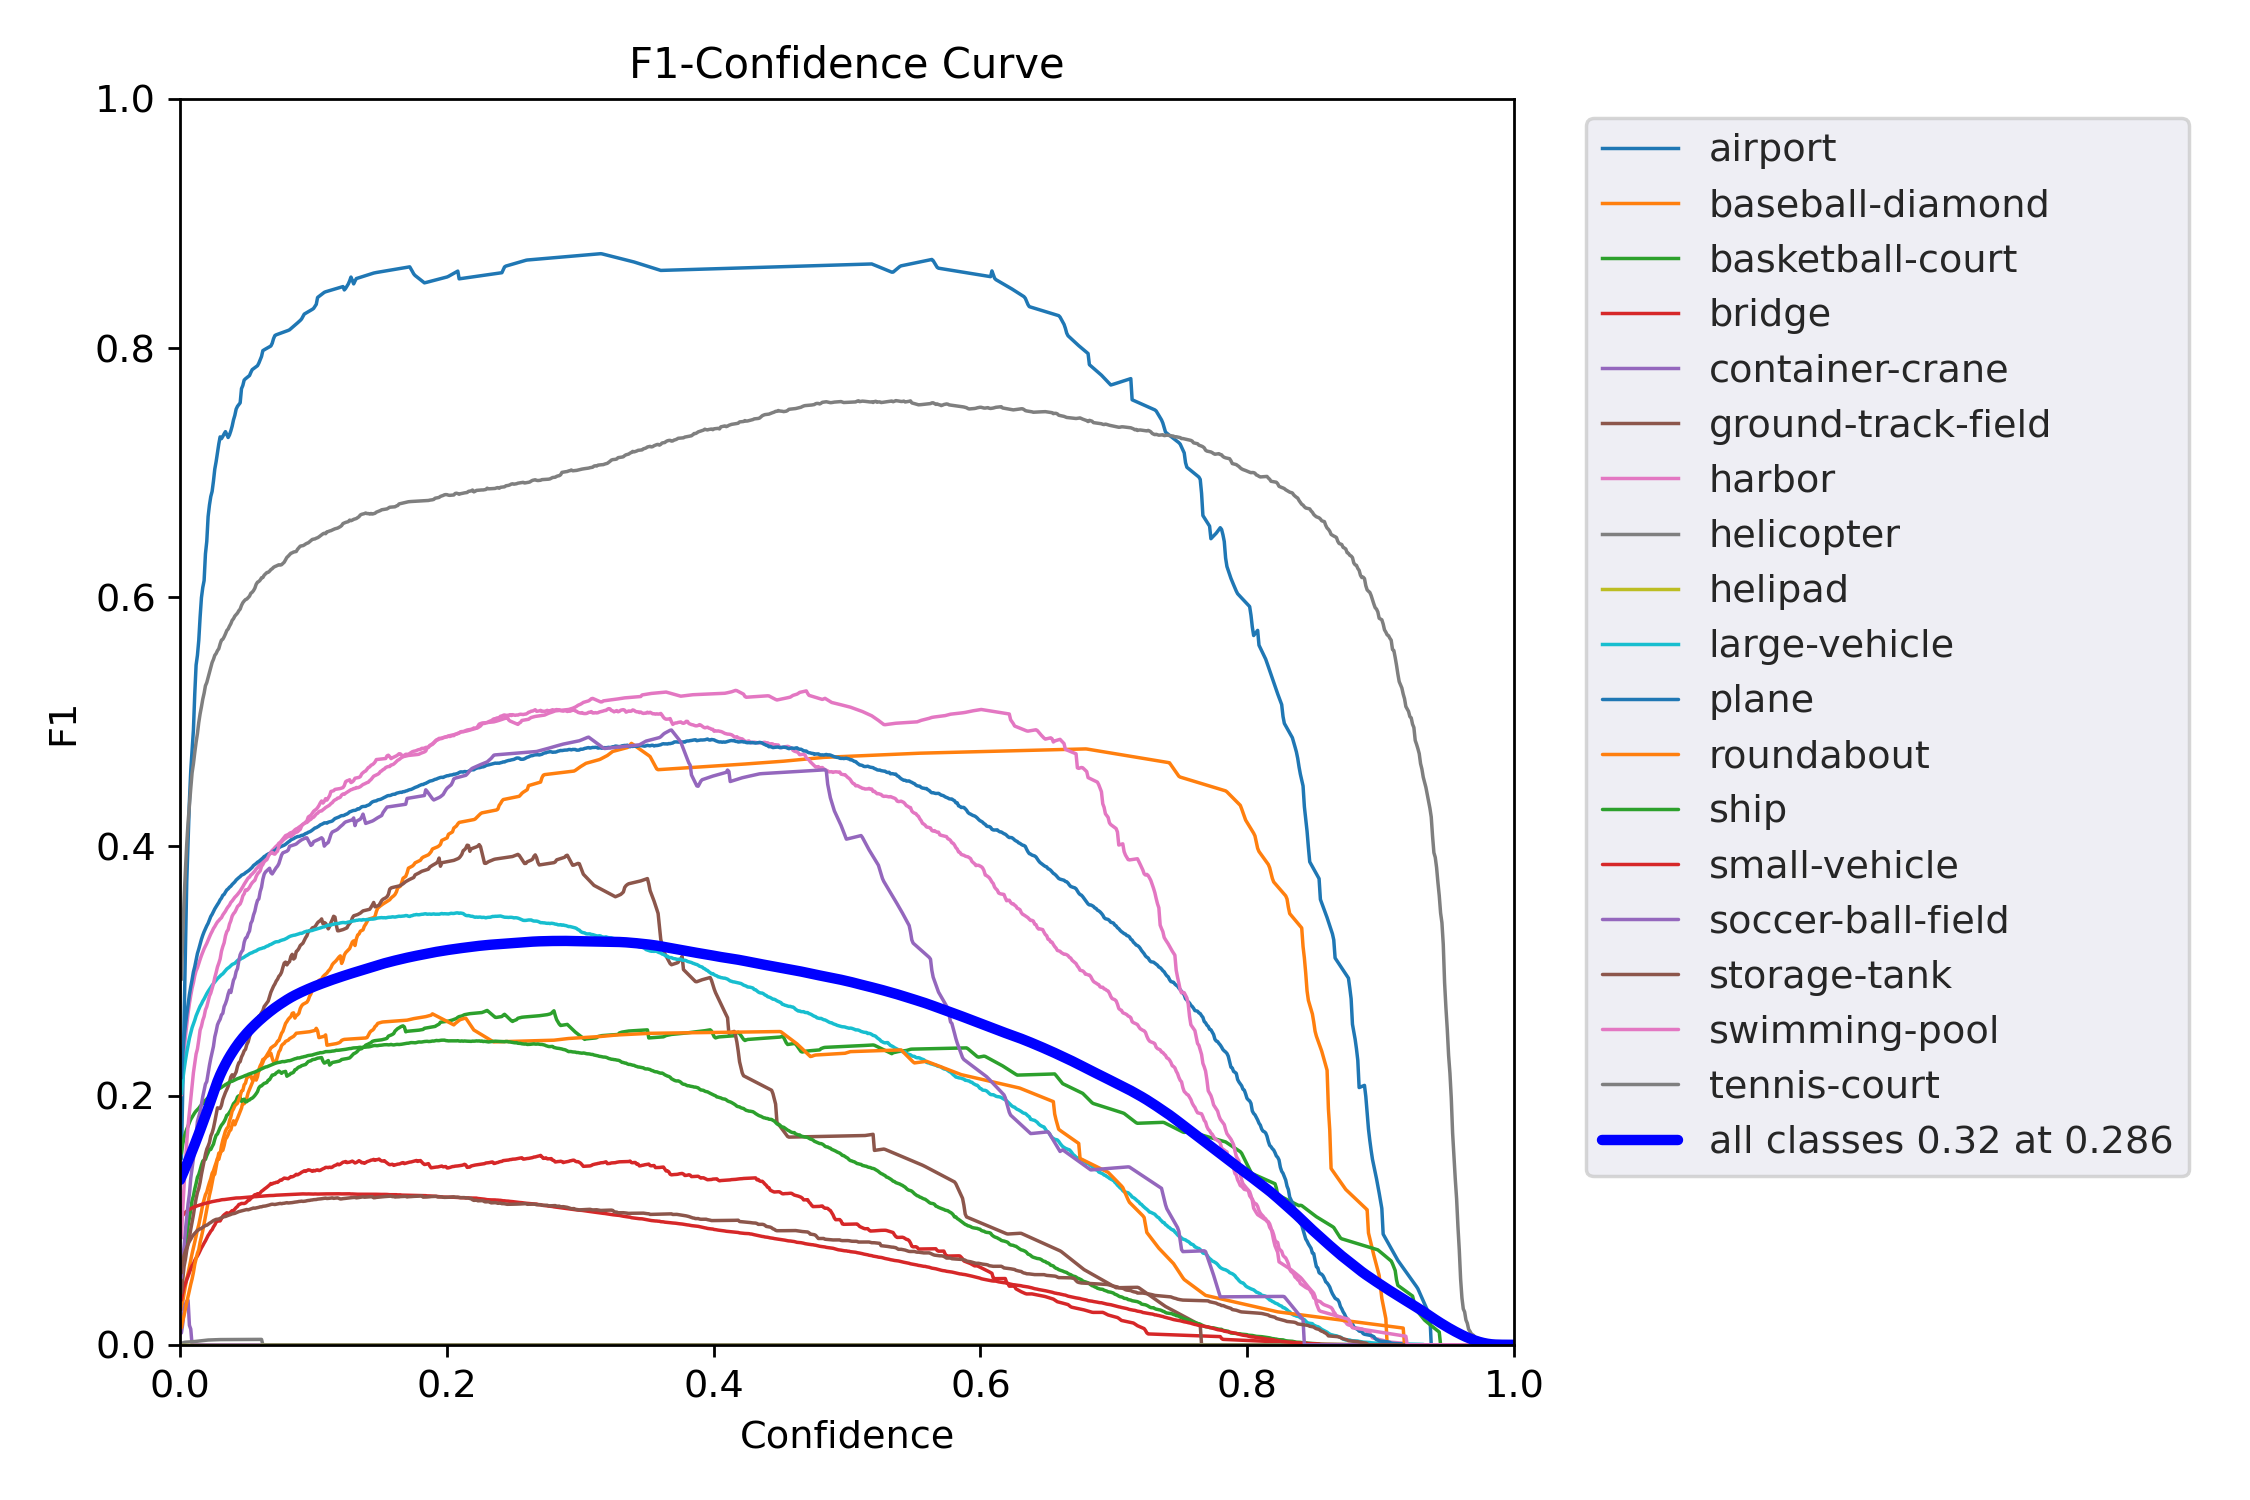 F1-Confidence Curve
1.0
0.8
0.6
0.4
0.2
0.0
F1
0.0 0.2 0.4 0.6 0.8 1.0
Confidence
airport
baseball-diamond
basketball-court
bridge
container-crane
ground-track-field
harbor
helicopter
helipad
large-vehicle
plane
roundabout
ship
small-vehicle
soccer-ball-field
storage-tank
swimming-pool
tennis-court
all classes 0.32 at 0.286